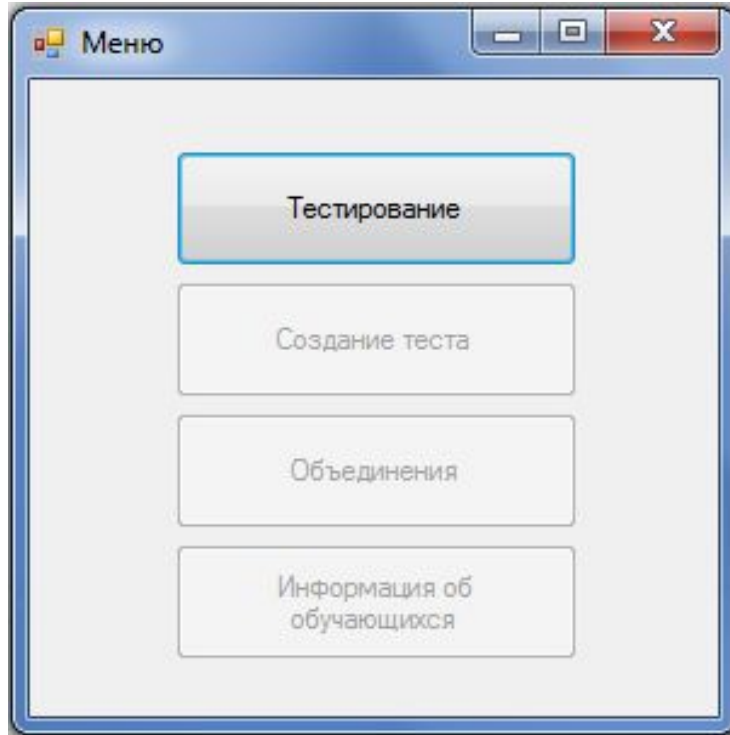 Меню
Тестирование
Создание теста
Объединения
Информация об
обучающихся